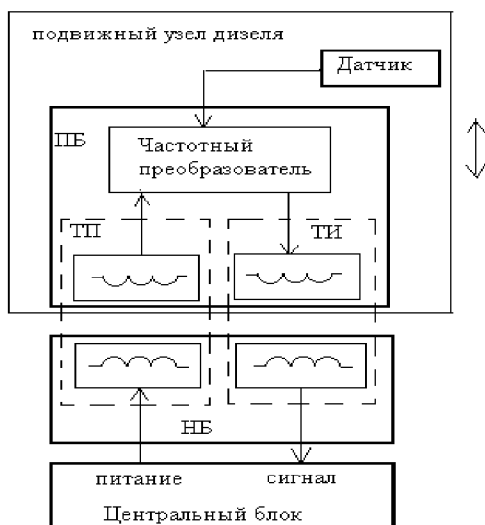 подвижный узел дизеля
Датчик
ПБ
Частотный
преобразователь
ТП
ТИ
НБ
питание
сигнал
Центральный блок